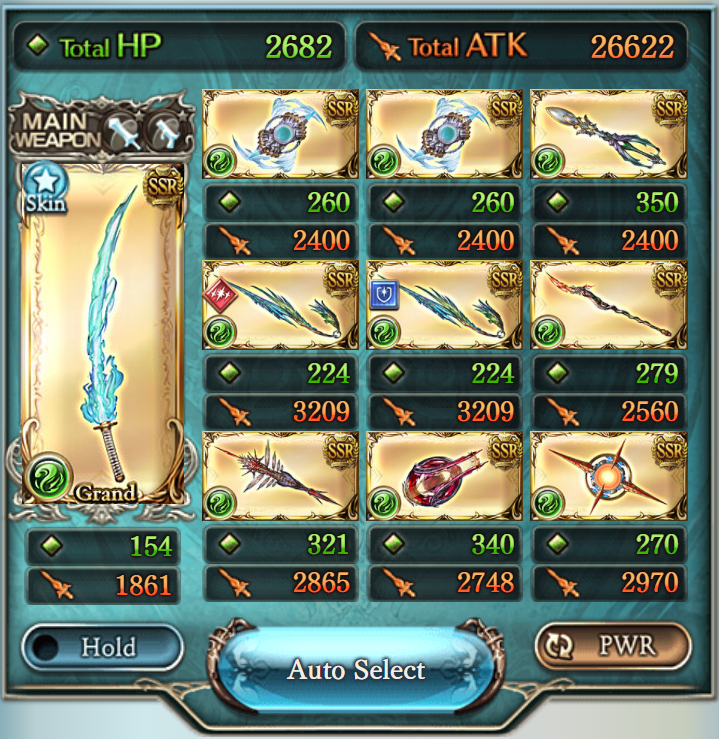 Total HP 2682 Total ATK 26622
MAIN
WEAPON
Skin
SSR
Grand
154
1861
SSR SSR SSR
260 260 350
2400 2400 2400
SSR SSR SSR
224 224 279
3209 3209 2560
SSR SSR SSR
321 340 270
2865 2748 2970
Hold Auto Select PWR